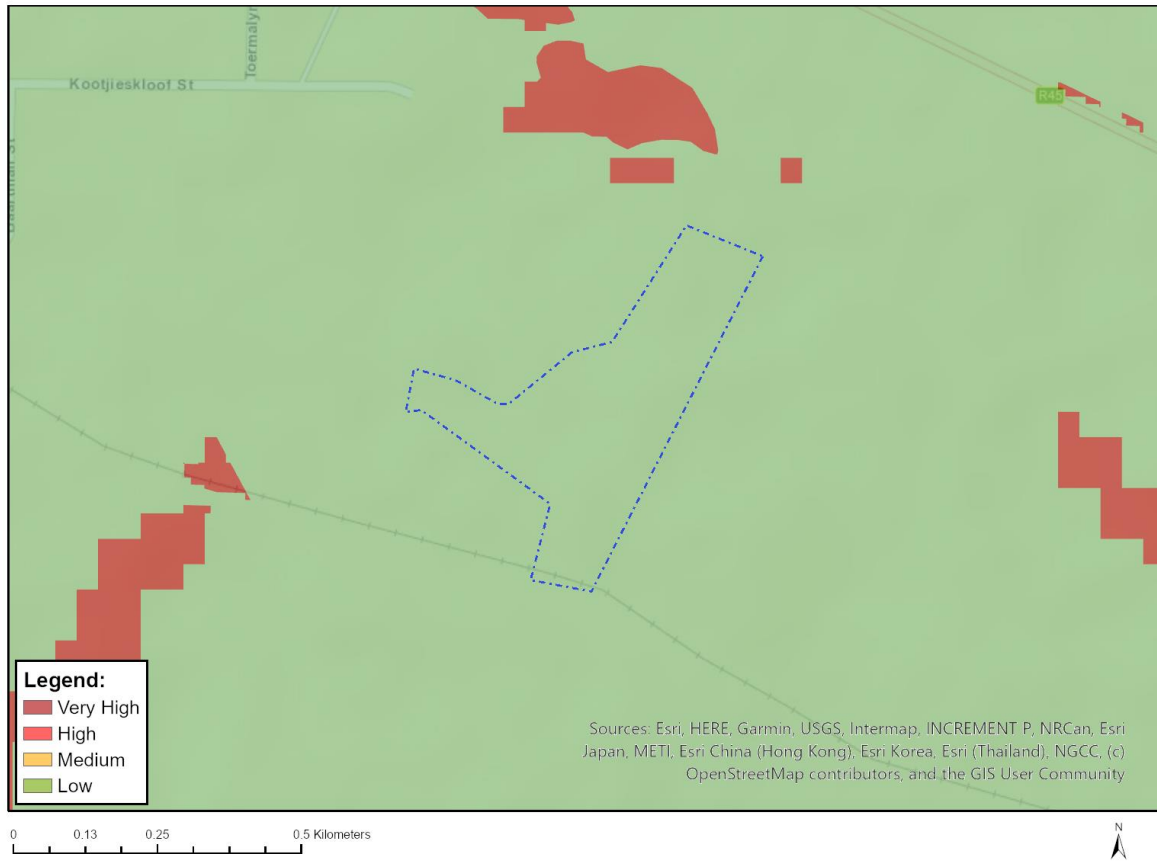 Toermalyn
Kootjieskloof St
R45
Legend:
Very High
High
Medium
Low
Sources: Esri, HERE, Garmin, USGS, Intermap, INCREMENT P, NRCan, Esri
Japan, METI, Esri China (Hong Kong), Esri Korea, Esri (Thailand), NGCC, (c)
OpenStreetMap contributors, and the GIS User Community
0 0.13 0.25 0.5 Kilometers
N